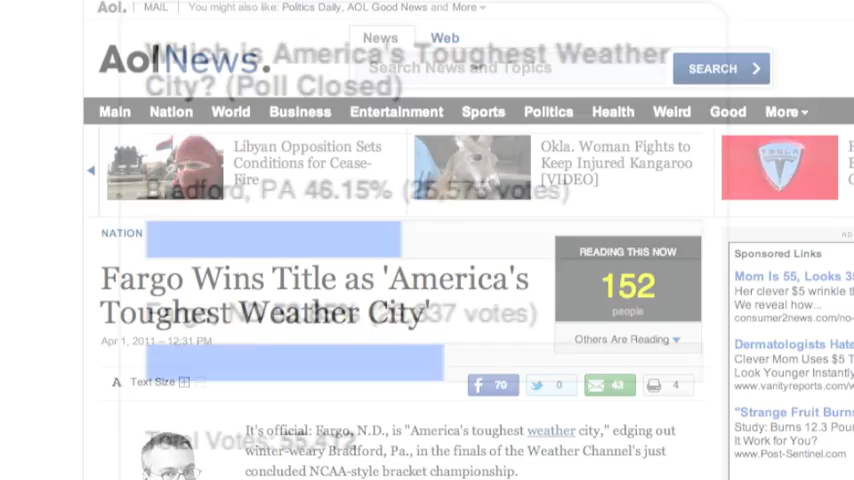 Aol.
MAIL
You might also like: Politics Daily, AOL Good News and More
News
Web
Aol News.
Which is America's Toughest Weather
City? (Poll Closed)
Search News and Topics
SEARCH
Main Nation World Business Entertainment Sports Politics Health Weird Good More
Libyan Opposition Sets
Conditions for Cease-
Fire
Okla. Woman Fights to
Keep Injured Kangaroo
[VIDEO]
TESLA
Bradford, PA 46.15% (25,573 votes)
NATION
READING THIS NOW
152
people
Others Are Reading
Fargo Wins Title as 'America's
Toughest Weather City'
votes)
Apr 1, 2011 – 12:31 PM
A Text Size
70
0
43
4
It's official: Fargo, N.D., is "America's toughest weather city," edging out
winter-weary Bradford, Pa., in the finals of the Weather Channel's just
concluded NCAA-style bracket championship.
Total Votes: 55,412
AD
Sponsored Links
Mom Is 55, Looks 35
Her clever $5 wrinkle
We reveal how...
consumer2news.com/no-
Dermatologists Hate
Clever Mom Uses $5
Look Younger Instantly
www.vanityreports.com/w
"Strange Fruit Burns
Study: Burns 12.3 Pour
It Work for You?
www.Post-Sentinel.com